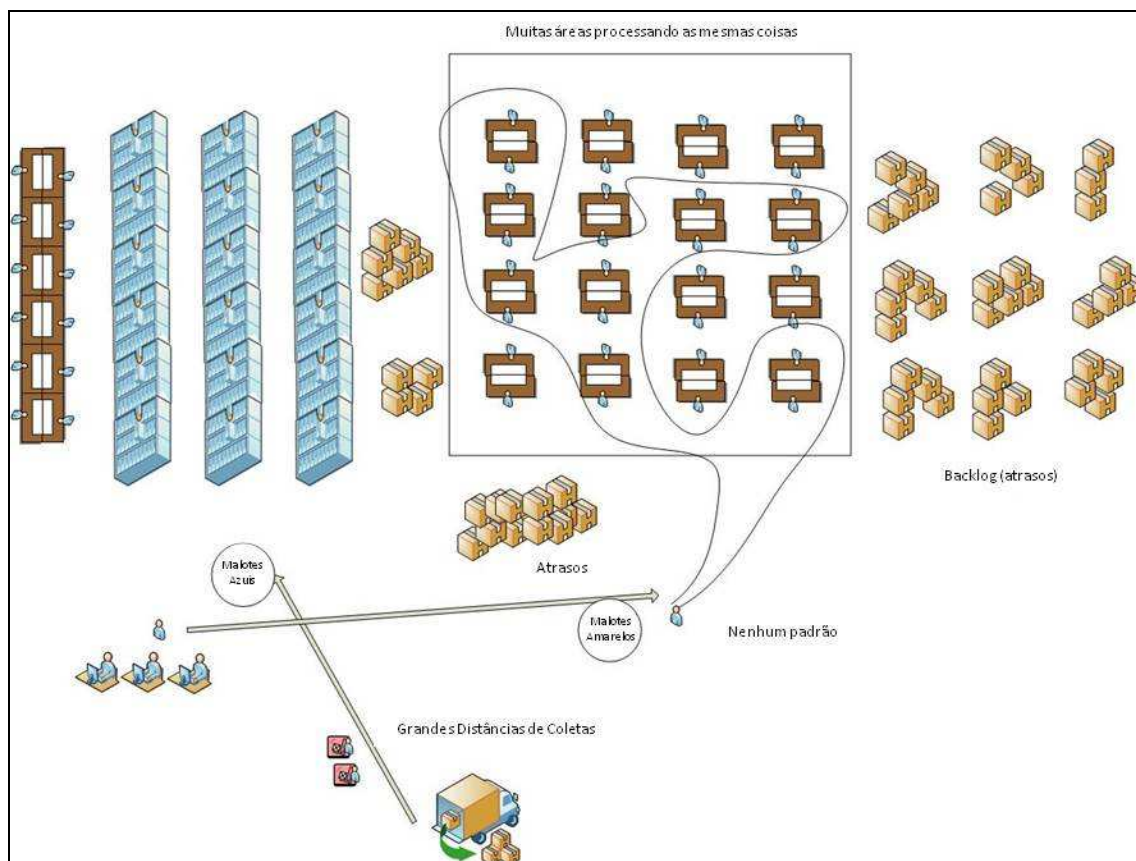 Muitas áreas processando as mesmas coisas
Backlog (atrasos)
Atrasos
Malotes
Azuis
Malotes
Amarelos
Nenhum padrão
Grandes Distâncias de Coletas